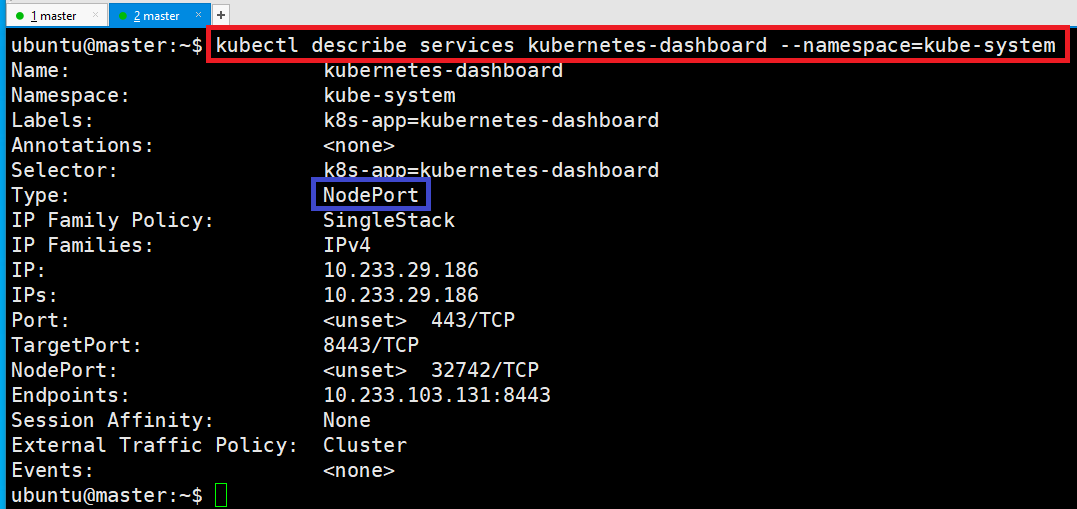 1 master × 2 master × +
ubuntu@master:~$ kubectl describe services kubernetes-dashboard --namespace=kube-system
Name: kubernetes-dashboard
Namespace: kube-system
Labels: k8s-app=kubernetes-dashboard
Annotations: <none>
Selector: k8s-app=kubernetes-dashboard
Type: NodePort
IP Family Policy: SingleStack
IP Families: IPv4
IP: 10.233.29.186
IPs: 10.233.29.186
Port: <unset> 443/TCP
TargetPort: 8443/TCP
NodePort: <unset> 32742/TCP
Endpoints: 10.233.103.131:8443
Session Affinity: None
External Traffic Policy: Cluster
Events: <none>
ubuntu@master:~$